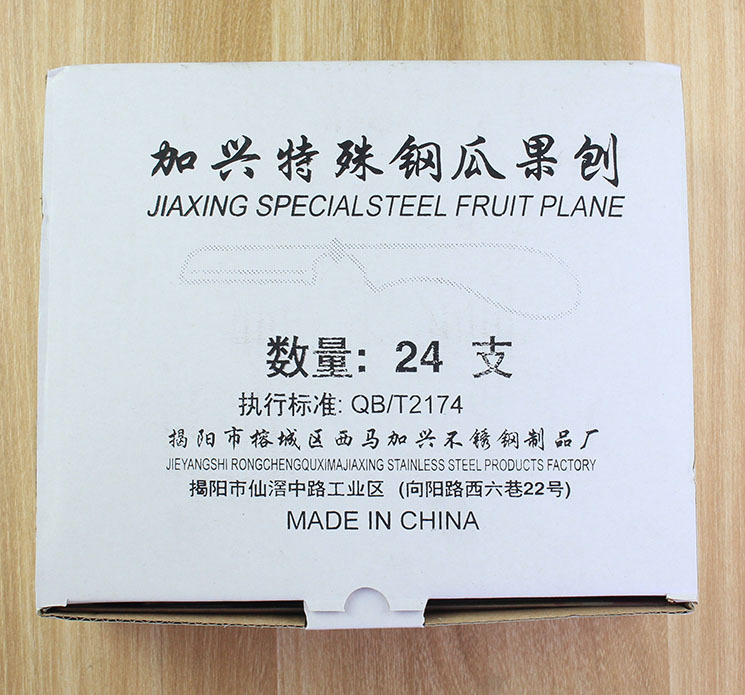 加兴特殊钢瓜果刨
JIAXING SPECIALSTEEL FRUIT PLANE
数量: 24 支
执行标准: QB/T2174
揭阳市榕城区西马加兴不锈钢制品厂
JIEYANGSHI RONGCHENGQUXIMAJIAXING STAINLESS STEEL PRODUCTS FACTORY
揭阳市仙滘中路工业区 (向阳路西六巷22号)
MADE IN CHINA